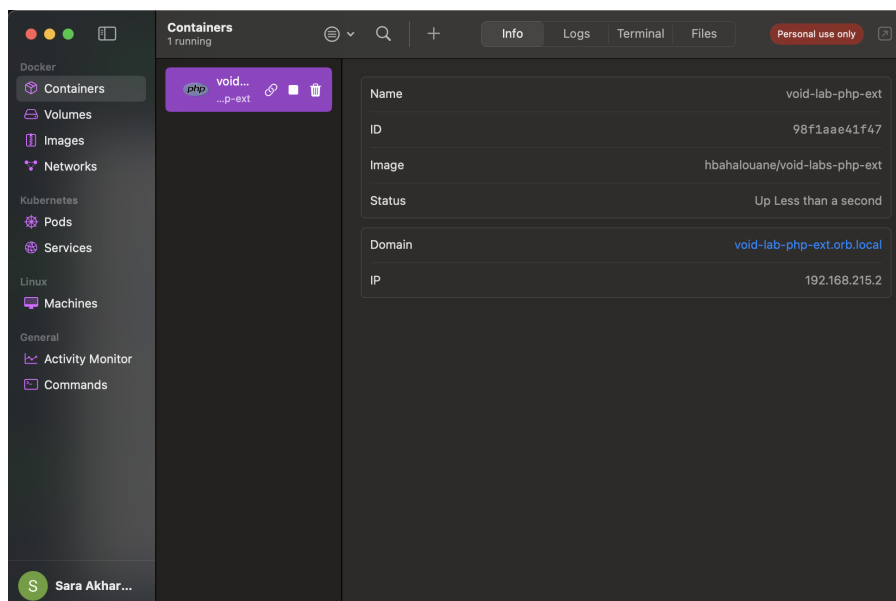 Docker
Containers
Volumes
Images
Networks
Kubernetes
Pods
Services
Linux
Machines
General
Activity Monitor
Commands
S
Sara Akhar...
Containers
1 running
php
void...
...p-ext
Info
Logs
Terminal
Files
Personal use only
Name
void-lab-php-ext
ID
98f1aae41f47
Image
hbahalouane/void-labs-php-ext
Status
Up Less than a second
Domain
void-lab-php-ext.orb.local
IP
192.168.215.2